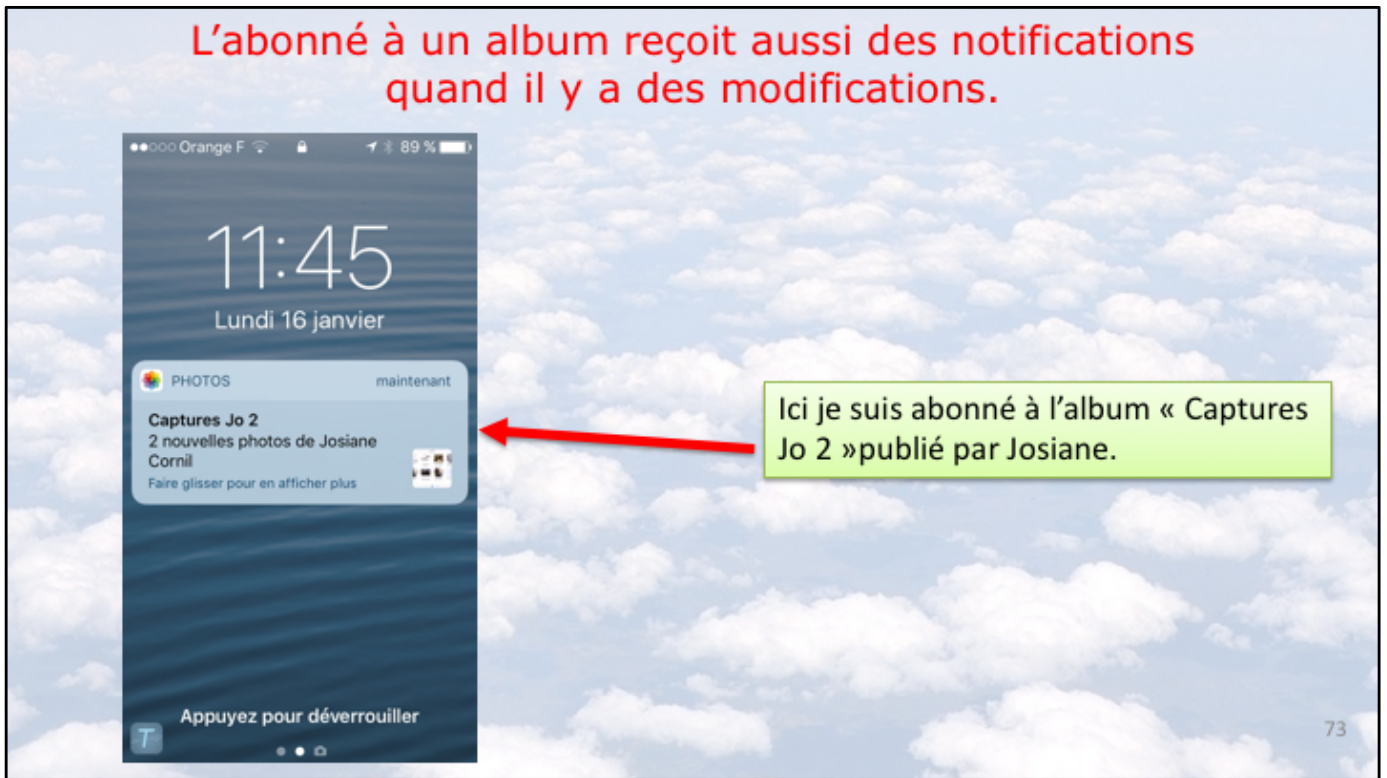 L'abonné à un album reçoit aussi des notifications
quand il y a des modifications.
Orange F 89 %
11:45
Lundi 16 janvier
PHOTOS maintenant
Captures Jo 2
2 nouvelles photos de Josiane
Cornil
Faire glisser pour en afficher plus
Ici je suis abonné à l'album « Captures
Jo 2 »publié par Josiane.
Appuyez pour déverrouiller
T
73